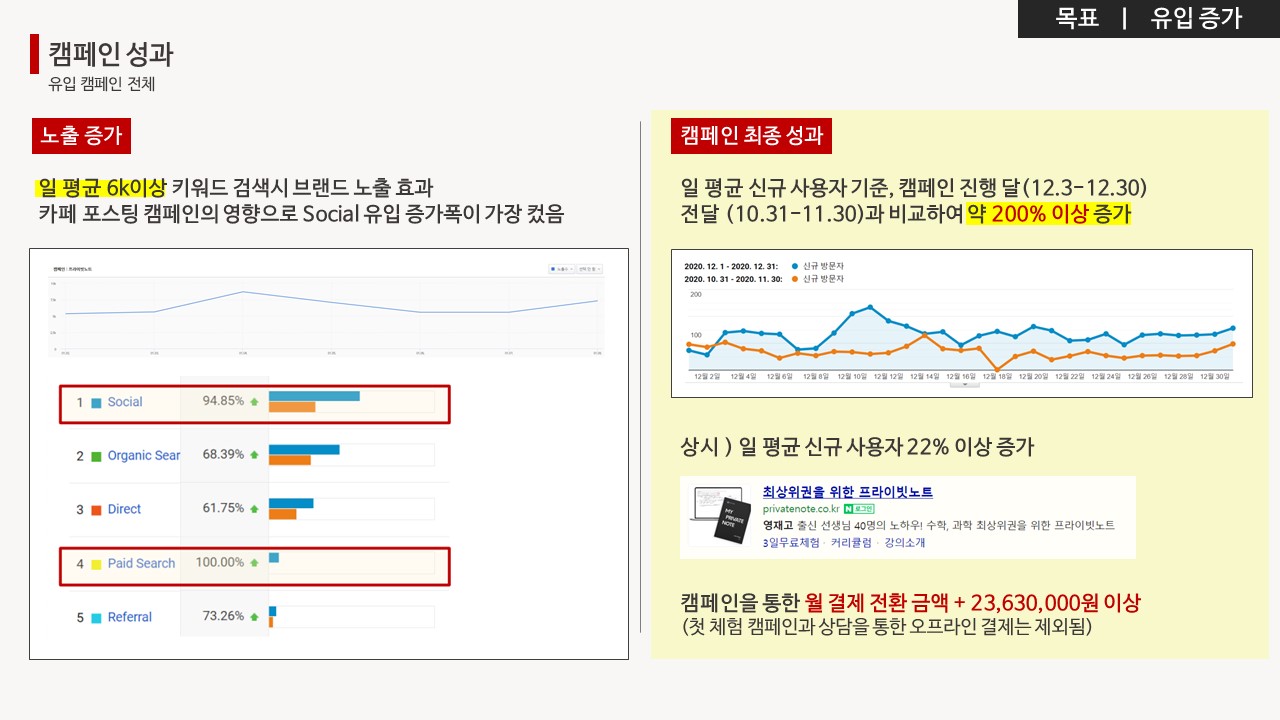 목표 | 유입 증가
캠페인 성과
유입 캠페인 전체
노출 증가
일 평균 6k이상 키워드 검색시 브랜드 노출 효과
카페 포스팅 캠페인의 영향으로 Social 유입 증가폭이 가장 컸음
캠페인 : 프라이빗노트
1 Social 94.85%
2 Organic Sear 68.39%
3 Direct 61.75%
4 Paid Search 100.00%
5 Referral 73.26%
캠페인 최종 성과
일 평균 신규 사용자 기준, 캠페인 진행 달(12.3-12.30)
전달 (10.31-11.30)과 비교하여 약 200% 이상 증가
2020. 12. 1 - 2020. 12. 31: 신규 방문자
2020. 10. 31 - 2020. 11. 30: 신규 방문자
200
100
12월 2일 12월 4일 12월 6일 12월 8일 12월 10일 12월 12일 12월 14일 12월 16일 12월 18일 12월 20일 12월 22일 12월 24일 12월 26일 12월 28일 12월 30일
상시 ) 일 평균 신규 사용자 22% 이상 증가
MY PRIVATE NOTE
최상위권을 위한 프라이빗노트
privatenote.co.kr N 로그인
영재고 출신 선생님 40명의 노하우! 수학, 과학 최상위권을 위한 프라이빗노트
3일무료체험 · 커리큘럼 · 강의소개
캠페인을 통한 월 결제 전환 금액 + 23,630,000원 이상
(첫 체험 캠페인과 상담을 통한 오프라인 결제는 제외됨)